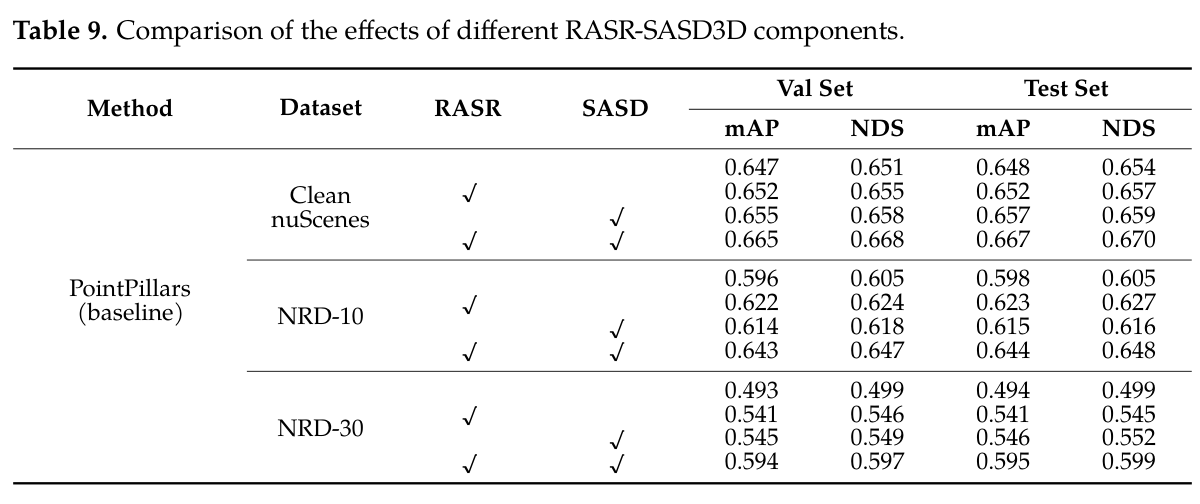 Table 9. Comparison of the effects of different RASR-SASD3D components.
Method Dataset RASR SASD Val Set Test Set
mAP NDS mAP NDS
PointPillars
(baseline)
Clean
nuScenes
0.647 0.651 0.648 0.654
√ 0.652 0.655 0.652 0.657
√ 0.655 0.658 0.657 0.659
√ √ 0.665 0.668 0.667 0.670
NRD-10
0.596 0.605 0.598 0.605
√ 0.622 0.624 0.623 0.627
√ 0.614 0.618 0.615 0.616
√ √ 0.643 0.647 0.644 0.648
NRD-30
0.493 0.499 0.494 0.499
√ 0.541 0.546 0.541 0.545
√ 0.545 0.549 0.546 0.552
√ √ 0.594 0.597 0.595 0.599